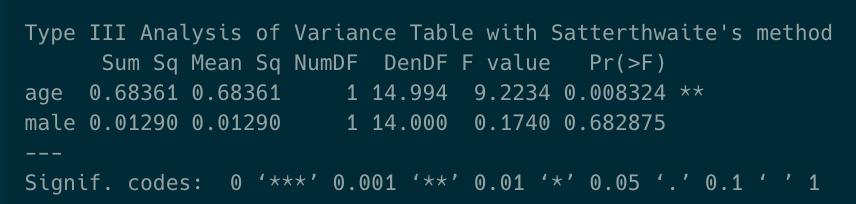 Type III Analysis of Variance Table with Satterthwaite's method
      Sum Sq Mean Sq NumDF  DenDF F value   Pr(>F)
age  0.68361 0.68361     1 14.994  9.2234 0.008324 **
male 0.01290 0.01290     1 14.000  0.1740 0.682875
---
Signif. codes:  0 ‘***’ 0.001 ‘**’ 0.01 ‘*’ 0.05 ‘.’ 0.1 ‘ ’ 1